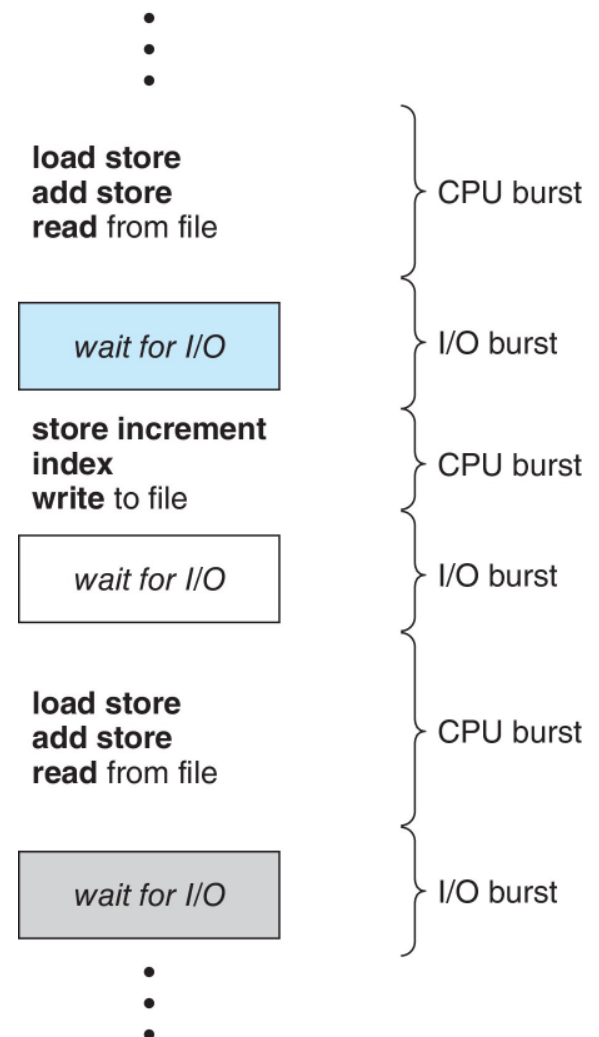 load store
add store
read from file
CPU burst
wait for I/O
I/O burst
store increment
index
write to file
CPU burst
wait for I/O
I/O burst
load store
add store
read from file
CPU burst
wait for I/O
I/O burst